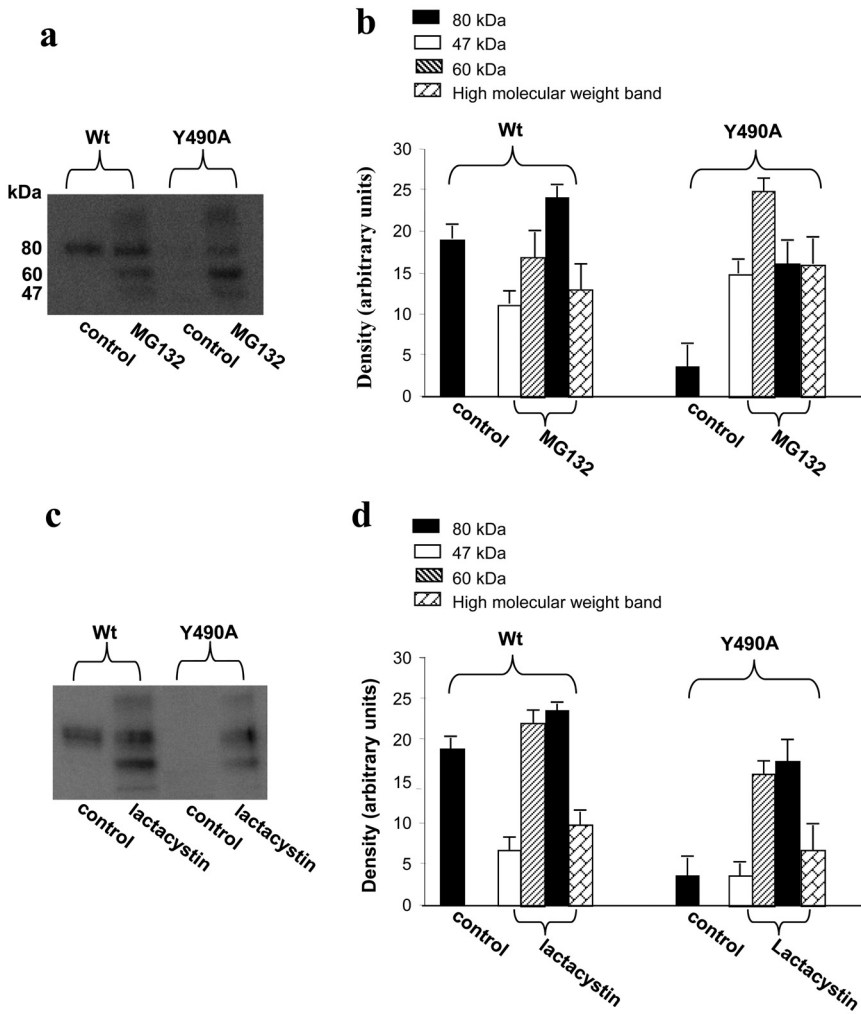 a
Wt Y490A
kDa
80
60
47
control MG132 control MG132
b
80 kDa
47 kDa
60 kDa
High molecular weight band
Wt Y490A
Density (arbitrary units)
30
25
20
15
10
5
0
control MG132 control MG132
c
Wt Y490A
control lactacystin control lactacystin
d
80 kDa
47 kDa
60 kDa
High molecular weight band
Wt Y490A
Density (arbitrary units)
30
25
20
15
10
5
0
control lactacystin control Lactacystin